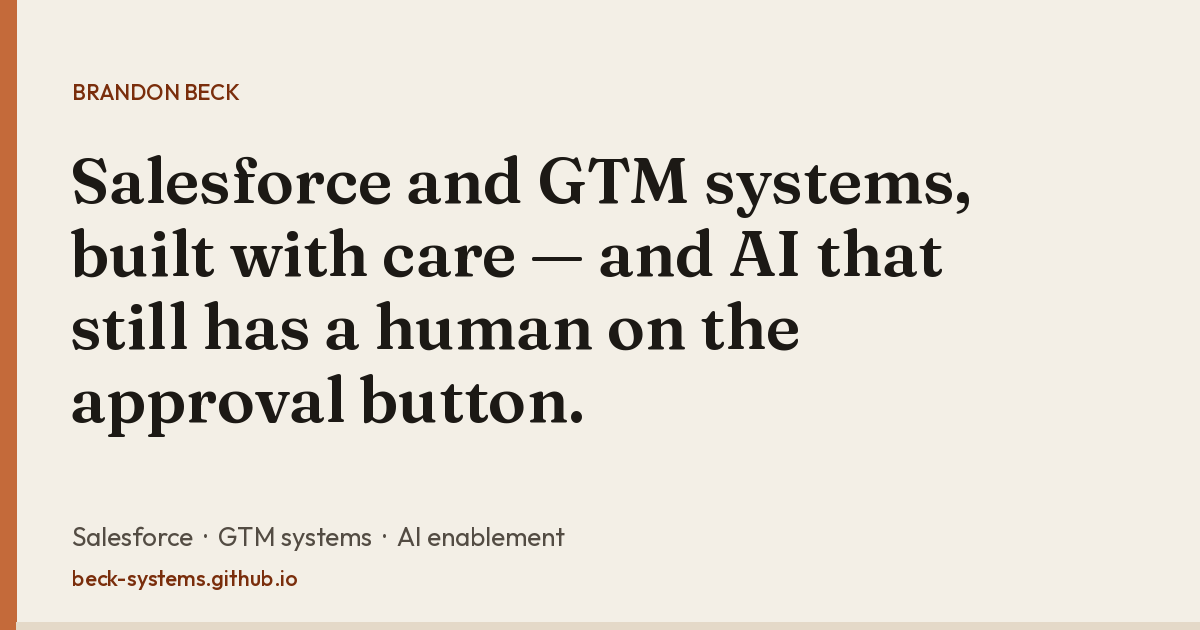 BRANDON BECK
Salesforce and GTM systems,
built with care — and AI that
still has a human on the
approval button.
Salesforce · GTM systems · AI enablement
beck-systems.github.io